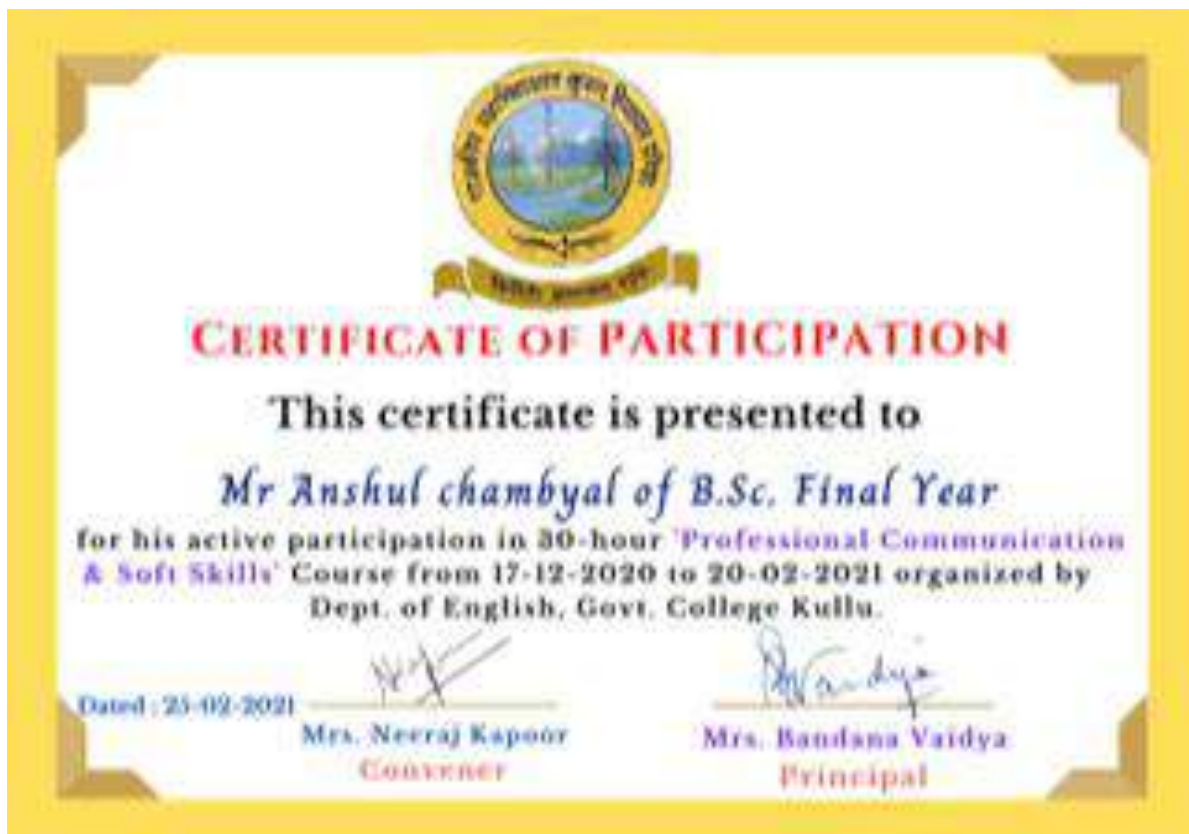 CERTIFICATE OF PARTICIPATION
This certificate is presented to
Mr Anshul chambyal of B.Sc. Final Year
for his active participation in 30-hour 'Professional Communication
& Soft Skills' Course from 17-12-2020 to 20-02-2021 organized by
Dept. of English, Govt. College Kullu.
Dated : 25-02-2021
Mrs. Neeraj Kapoor
Convener
Mrs. Bandana Vaidya
Principal